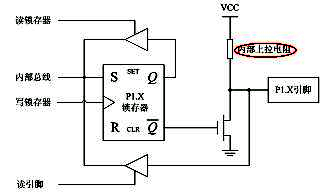 读锁存器
VCC
内部上拉电阻
内部总线
S SET Q
P1.X
锁存器
写锁存器
P1.X引脚
R CLR Q̅
读引脚